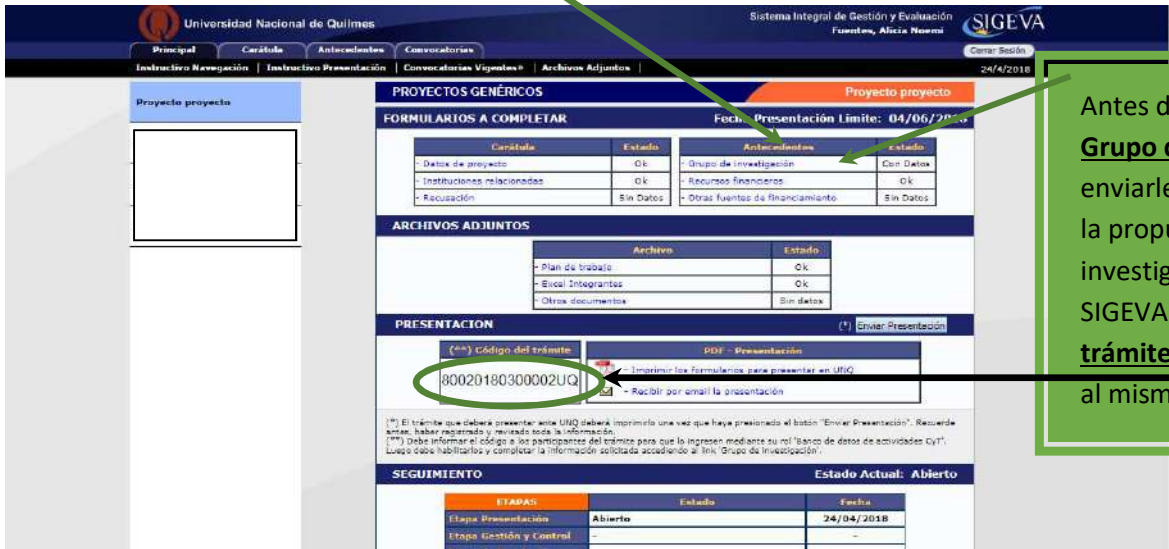 Universidad Nacional de Quilmes
Sistema Integral de Gestión y Evaluación
Fuentes, Alicia Noemi
SIGEVA
Principal Carátula Antecedentes Convocatorias
Cerrar Sesión
Instructivo Navegación | Instructivo Presentación | Convocatorias Vigentes» | Archivos Adjuntos |
24/4/2018
Proyecto proyecto
PROYECTOS GENÉRICOS
Proyecto proyecto
FORMULARIOS A COMPLETAR
Presentación Límite: 04/06/
Carátula Estado
- Datos de proyecto Ok
- Instituciones relacionadas Ok
- Recusación Sin Datos
Antecedentes Estado
- Grupo de investigación Con Datos
- Recursos financieros Ok
- Otras fuentes de financiamiento Sin Datos
ARCHIVOS ADJUNTOS
Archivo Estado
- Plan de trabajo Ok
- Excel Integrantes Ok
- Otros documentos Sin datos
PRESENTACION
(*) Enviar Presentación
(**) Código del trámite
80020180300002UQ
PDF - Presentación
- Imprimir los formularios para presentar en UNQ
- Recibir por email la presentación
(*) El trámite que deberá presentar ante UNQ deberá imprimirlo una vez que haya presionado el botón "Enviar Presentación". Recuerde
antes, haber registrado y revisado toda la información.
(**) Debe informar el código a los participantes del trámite para que lo ingresen mediante su rol 'Banco de datos de actividades CyT'.
Luego debe habilitarlos y completar la información solicitada accediendo al link 'Grupo de Investigación'.
SEGUIMIENTO
Estado Actual: Abierto
ETAPAS Estado Fecha
Etapa Presentación Abierto 24/04/2018
Etapa Gestión y Control - -
Antes d
Grupo
enviarle
la propu
investig
SIGEVA
trámite
al mism